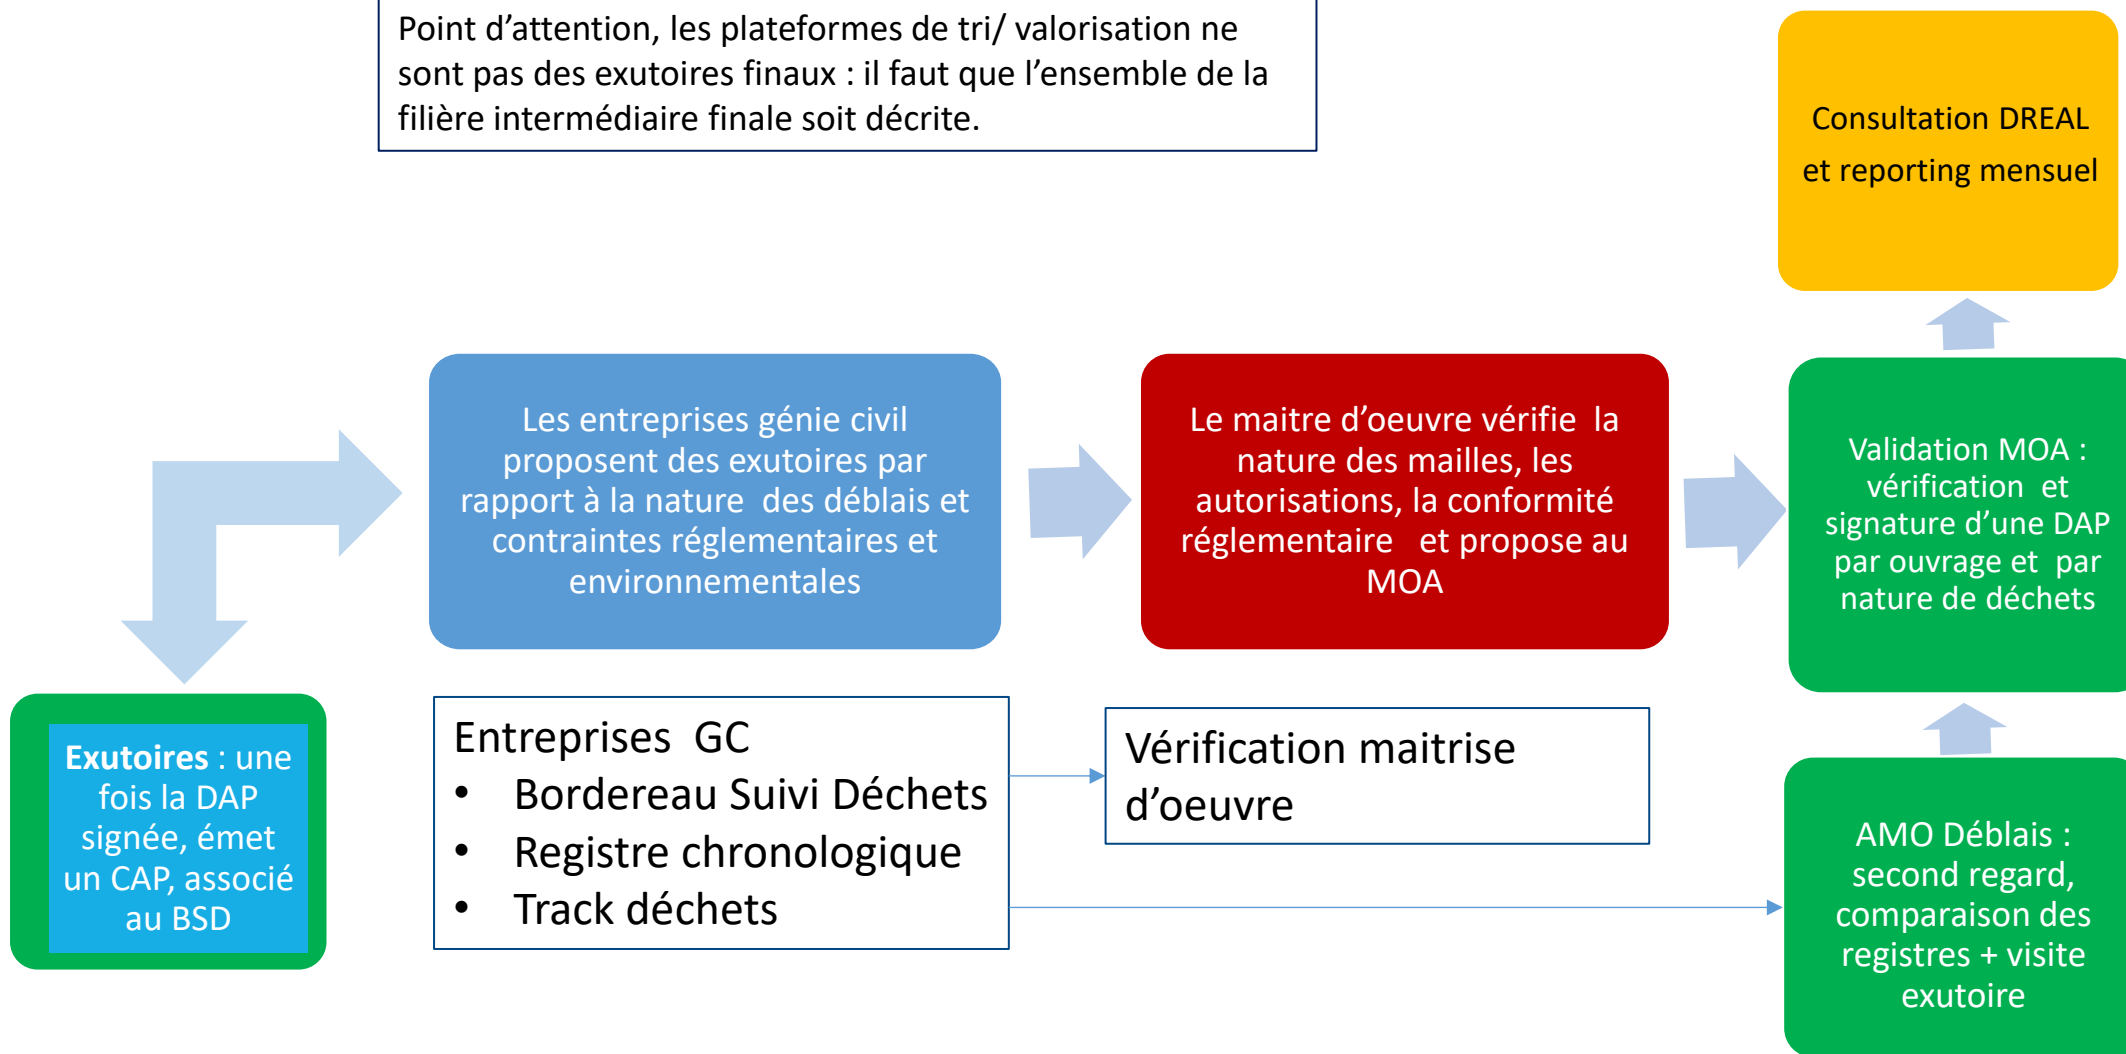 Point d’attention, les plateformes de tri/ valorisation ne
sont pas des exutoires finaux : il faut que l’ensemble de la
filière intermédiaire finale soit décrite.
Consultation DREAL
et reporting mensuel
Les entreprises génie civil
proposent des exutoires par
rapport à la nature des déblais et
contraintes réglementaires et
environnementales
Le maitre d’oeuvre vérifie la
nature des mailles, les
autorisations, la conformité
réglementaire et propose au
MOA
Validation MOA :
vérification et
signature d’une DAP
par ouvrage et par
nature de déchets
Exutoires : une
fois la DAP
signée, émet
un CAP, associé
au BSD
Entreprises GC
• Bordereau Suivi Déchets
• Registre chronologique
• Track déchets
Vérification maitrise
d’oeuvre
AMO Déblais :
second regard,
comparaison des
registres + visite
exutoire